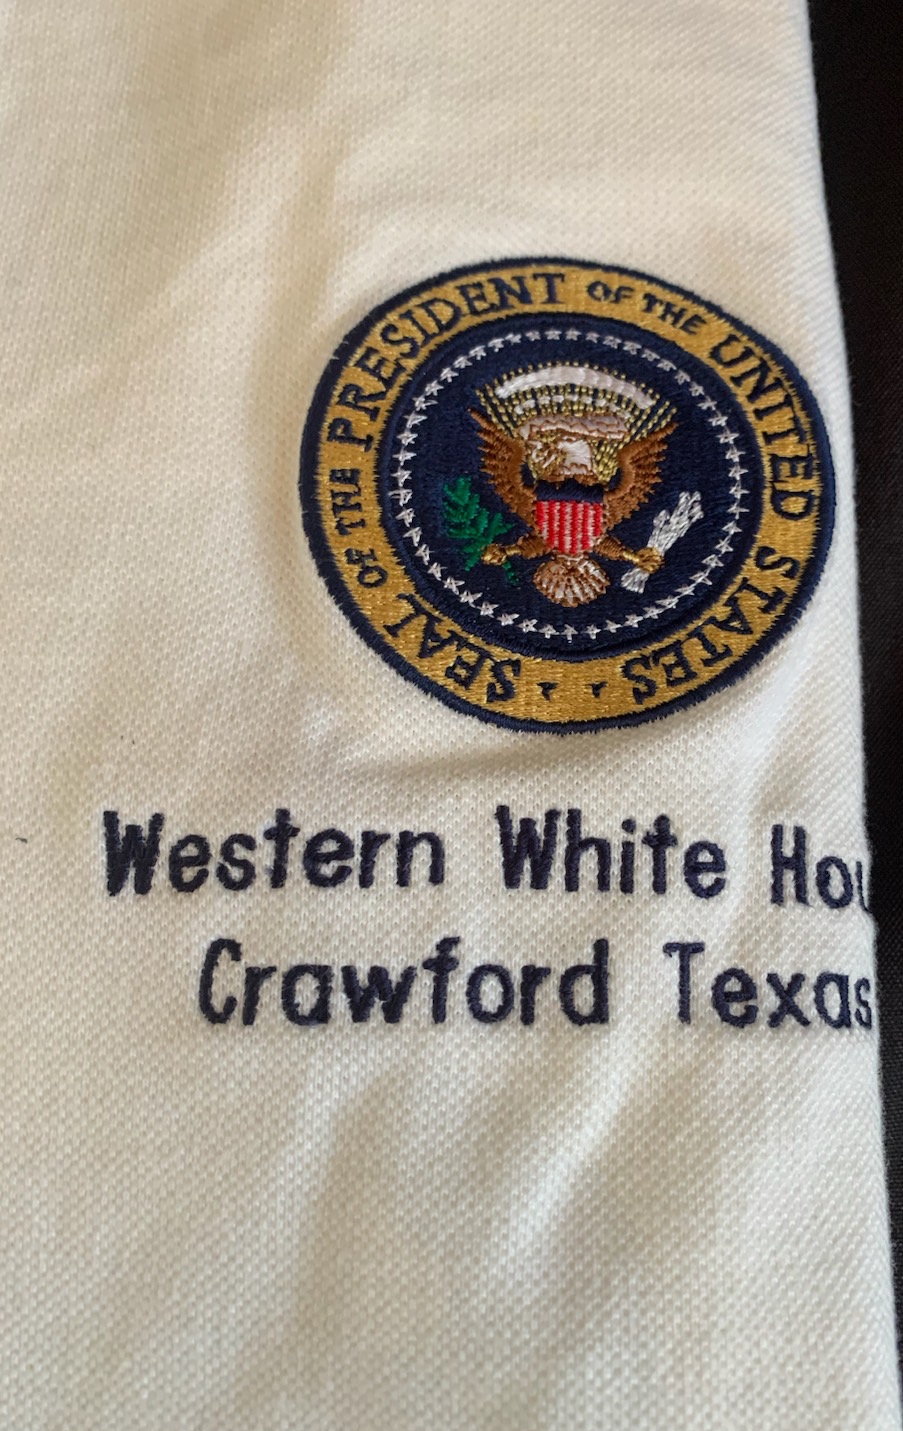 SEAL OF THE PRESIDENT OF THE UNITED STATES
Western White Hou
Crawford Texas